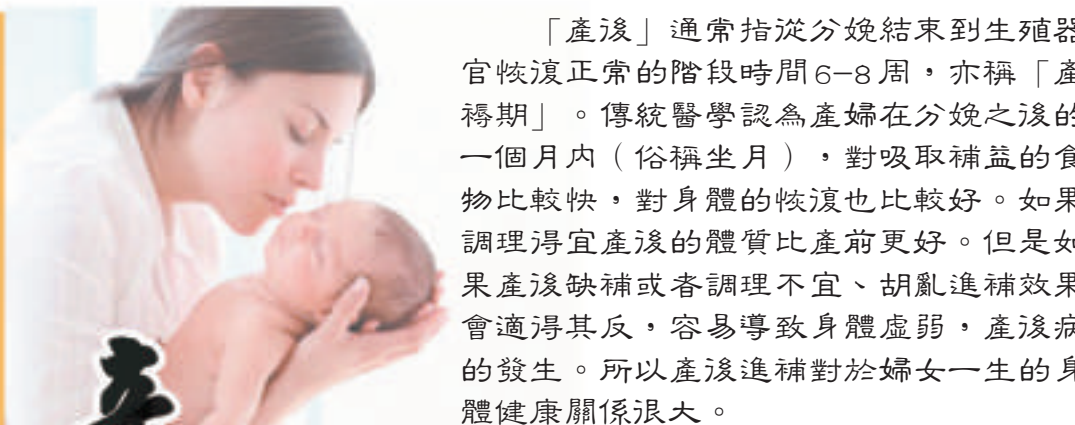 「產後」通常指從分娩結束到生殖器
官恢復正常的階段時間6–8周，亦稱「產
褥期」。傳統醫學認為產婦在分娩之後的
一個月內（俗稱坐月），對吸取補益的食
物比較快，對身體的恢復也比較好。如果
調理得宜產後的體質比產前更好。但是如
果產後缺補或者調理不宜、胡亂進補效果
會適得其反，容易導致身體虛弱，產後病
的發生。所以產後進補對於婦女一生的身
體健康關係很大。